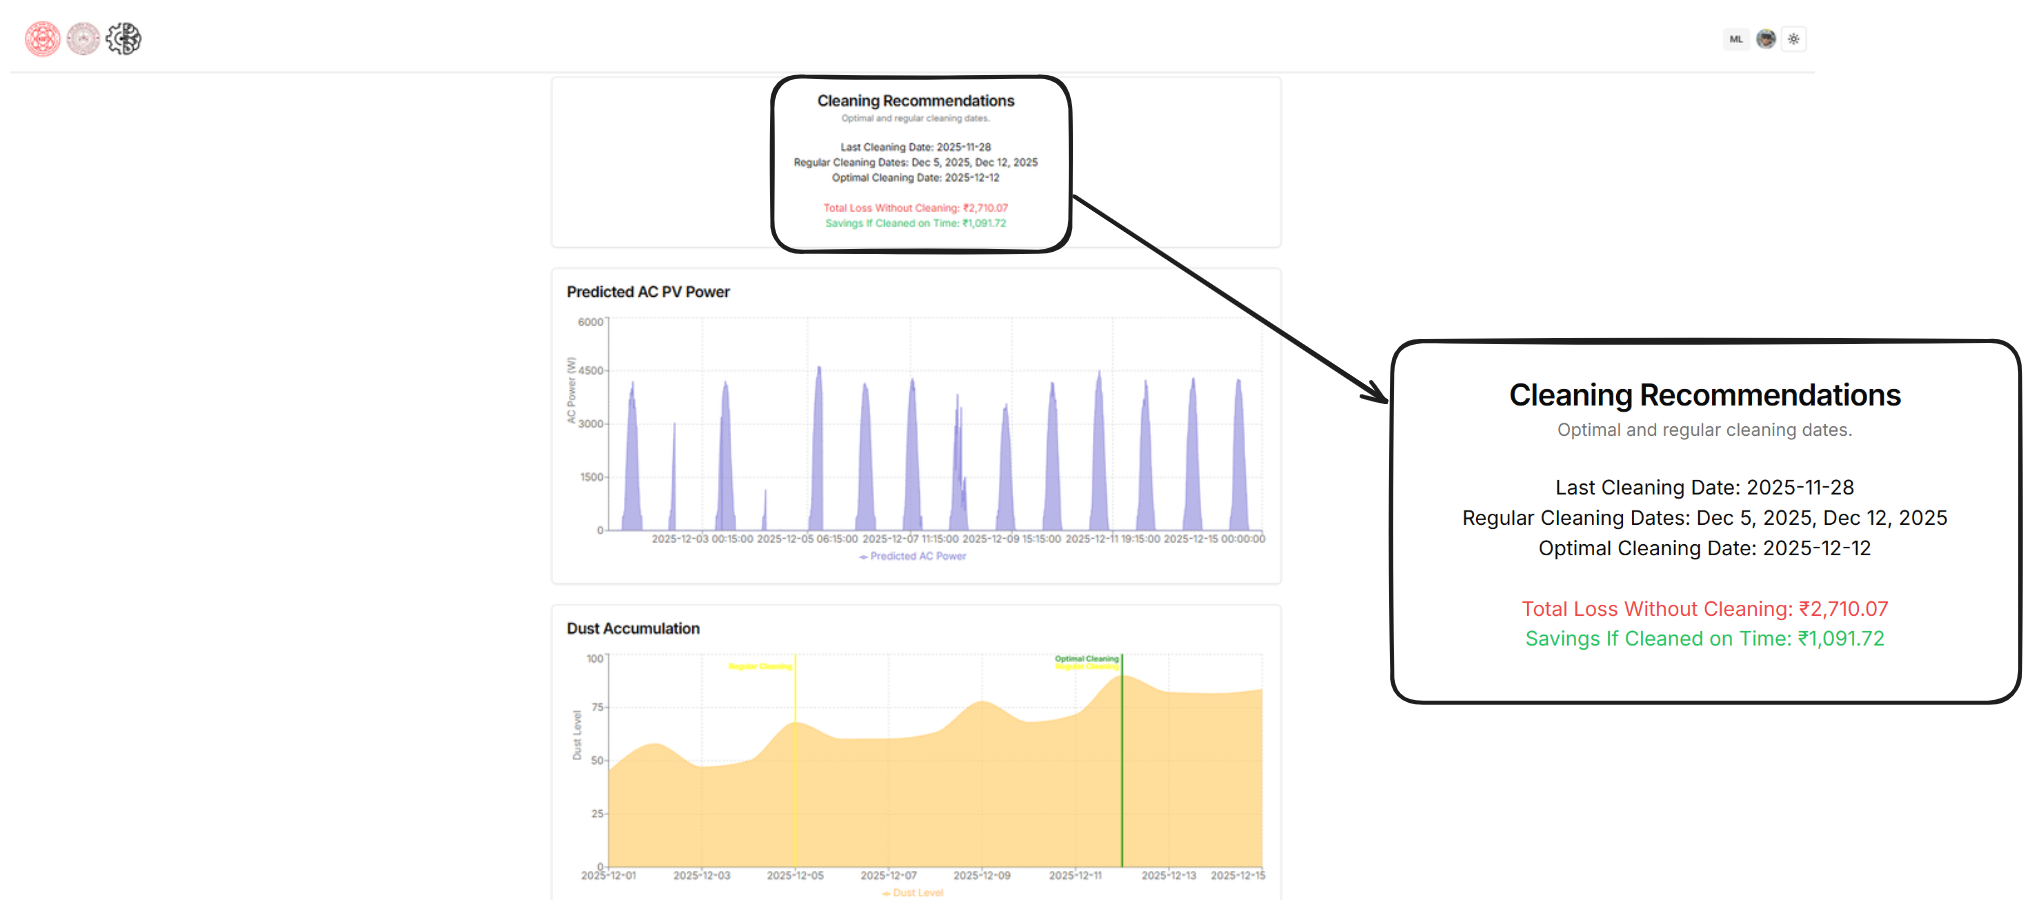 ML
Cleaning Recommendations
Optimal and regular cleaning dates.
Last Cleaning Date: 2025-11-28
Regular Cleaning Dates: Dec 5, 2025, Dec 12, 2025
Optimal Cleaning Date: 2025-12-12
Total Loss Without Cleaning: ₹2,710.07
Savings If Cleaned on Time: ₹1,091.72
Predicted AC PV Power
AC Power (W)
6000
4500
3000
1500
0
2025-12-03 00:15:00 2025-12-05 06:15:00 2025-12-07 11:15:00 2025-12-09 15:15:00 2025-12-11 19:15:00 2025-12-15 00:00:00
Predicted AC Power
Cleaning Recommendations
Optimal and regular cleaning dates.
Last Cleaning Date: 2025-11-28
Regular Cleaning Dates: Dec 5, 2025, Dec 12, 2025
Optimal Cleaning Date: 2025-12-12
Total Loss Without Cleaning: ₹2,710.07
Savings If Cleaned on Time: ₹1,091.72
Dust Accumulation
Dust Level
100
75
50
25
0
Regular Cleaning
Optimal Cleaning
Regular Cleaning
2025-12-01 2025-12-03 2025-12-05 2025-12-07 2025-12-09 2025-12-11 2025-12-13 2025-12-15
Dust Level